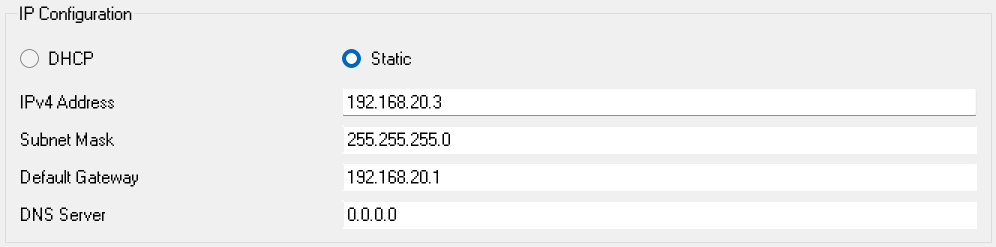 IP Configuration
DHCP Static
IPv4 Address 192.168.20.3
Subnet Mask 255.255.255.0
Default Gateway 192.168.20.1
DNS Server 0.0.0.0